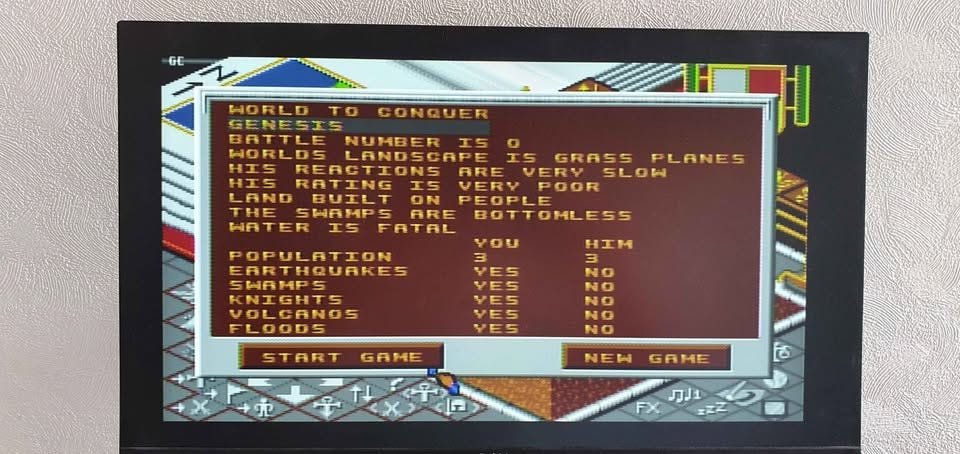 GE
WORLD TO CONQUER
GENESIS
BATTLE NUMBER IS 0
WORLDS LANDSCAPE IS GRASS PLANES
HIS REACTIONS ARE VERY SLOW
HIS RATING IS VERY POOR
LAND BUILT ON PEOPLE
THE SWAMPS ARE BOTTOMLESS
WATER IS FATAL
YOU HIM
POPULATION 3 3
EARTHQUAKES YES NO
SWAMPS YES NO
KNIGHTS YES NO
VOLCANOS YES NO
FLOODS YES NO
START GAME NEW GAME
FX zzZ